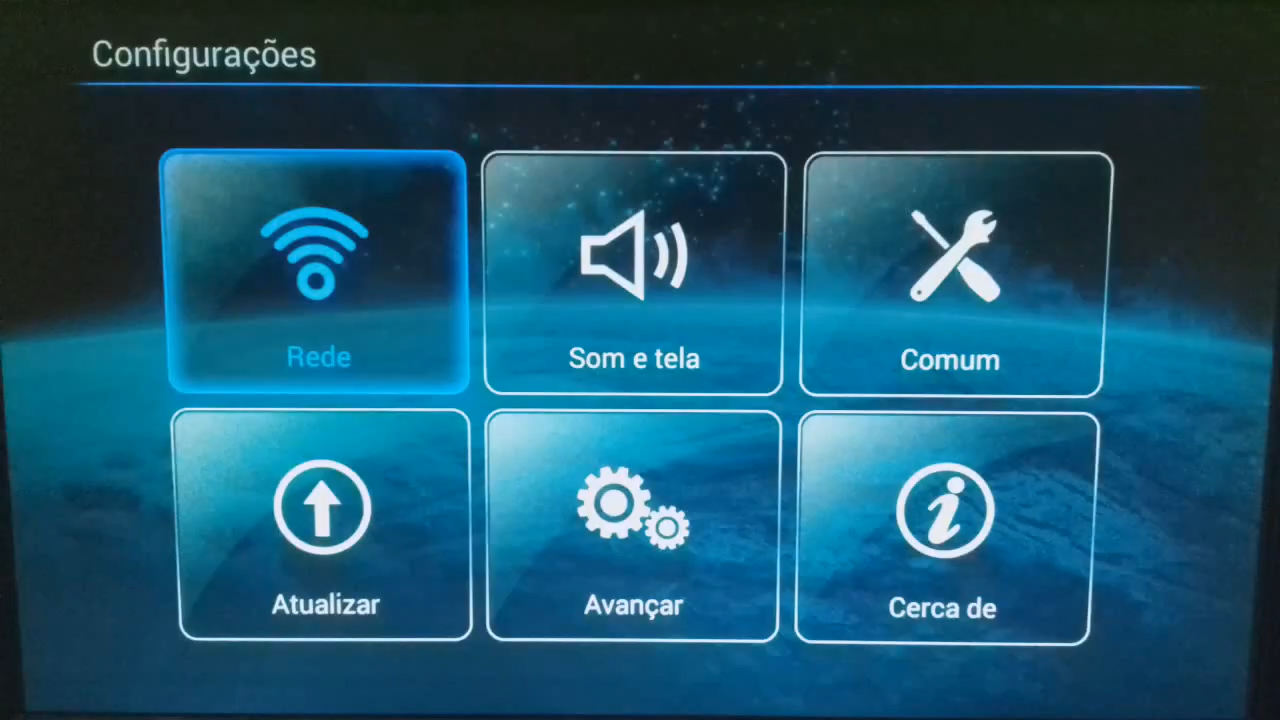 Configurações
Rede
Som e tela
Comum
Atualizar
Avançar
Cerca de